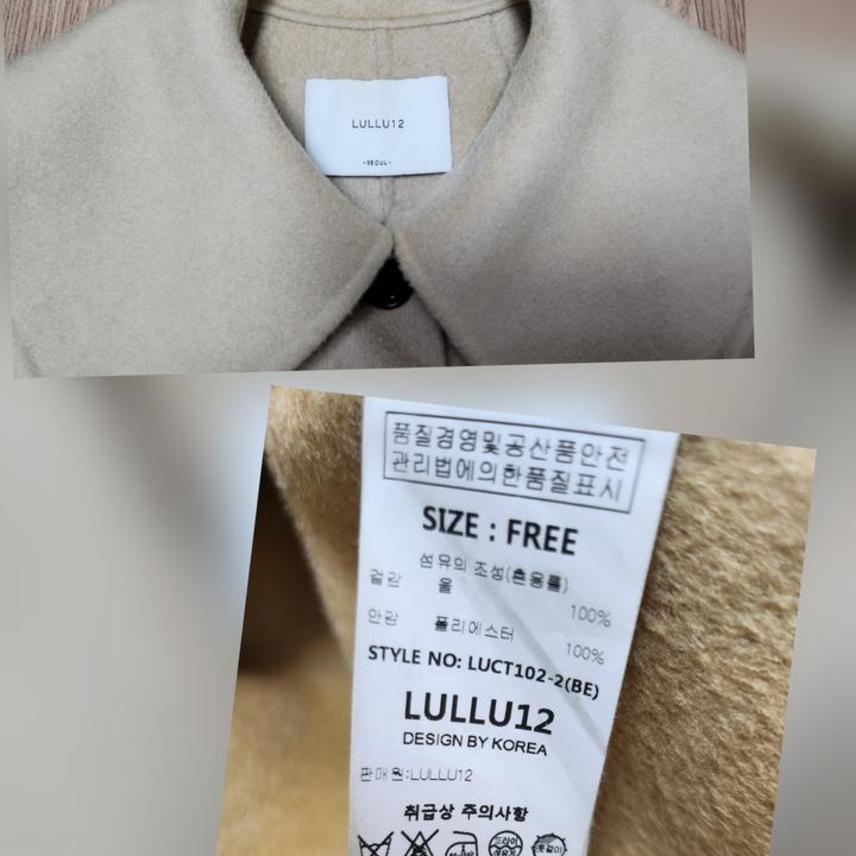 LULLU12
-SEOUL-
품질경영및공산품안전
관리법에의한품질표시
SIZE : FREE
섬유의 조성(혼용률)
겉감 울 100%
안감 폴리에스터 100%
STYLE NO: LUCT102-2(BE)
LULLU12
DESIGN BY KOREA
판매원:LULLU12
취급상 주의사항
드라이